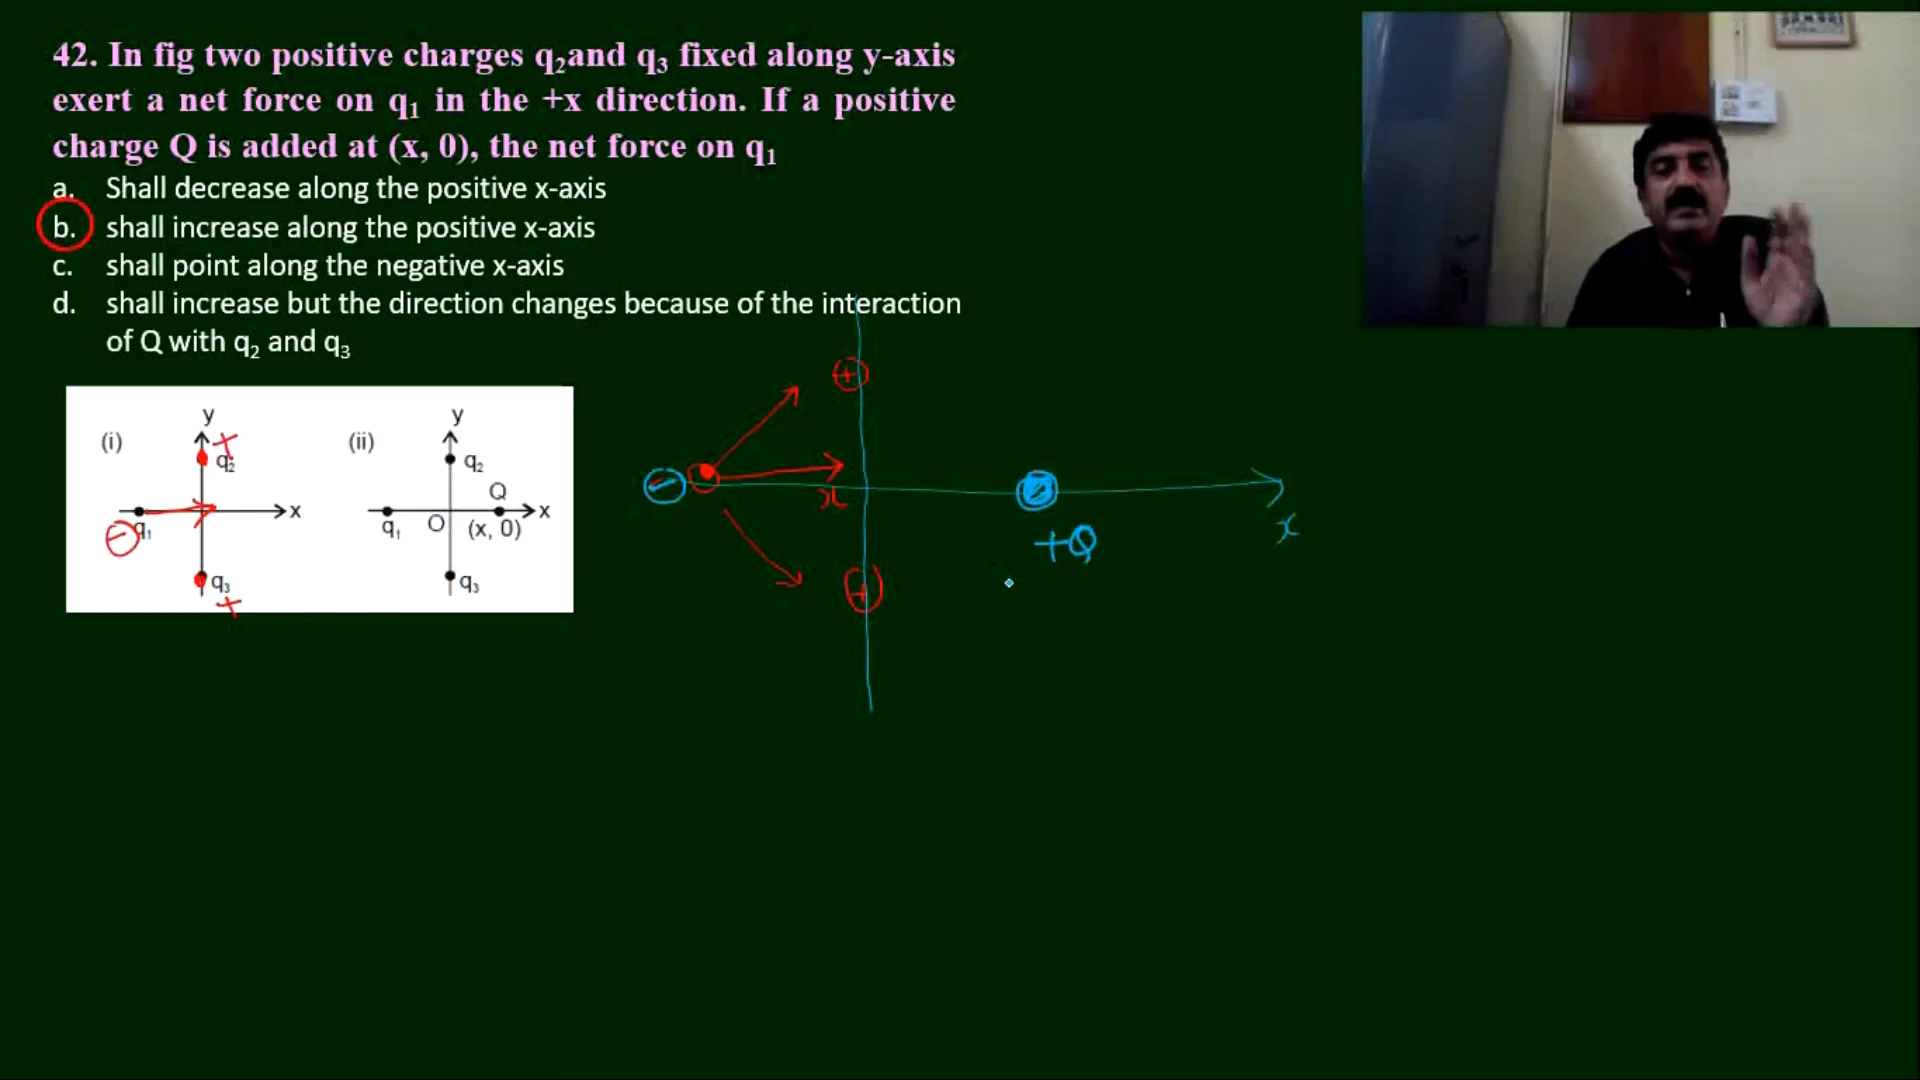 42. In fig two positive charges q₂and q₃ fixed along y-axis
exert a net force on q₁ in the +x direction. If a positive
charge Q is added at (x, 0), the net force on q₁
a. Shall decrease along the positive x-axis
b. shall increase along the positive x-axis
c. shall point along the negative x-axis
d. shall increase but the direction changes because of the interaction
of Q with q₂ and q₃
(i) y + q₂
− q₁ x
q₃ +
(ii) y q₂
Q
q₁ O (x, 0) x
q₃
+
− x
+Q x
+